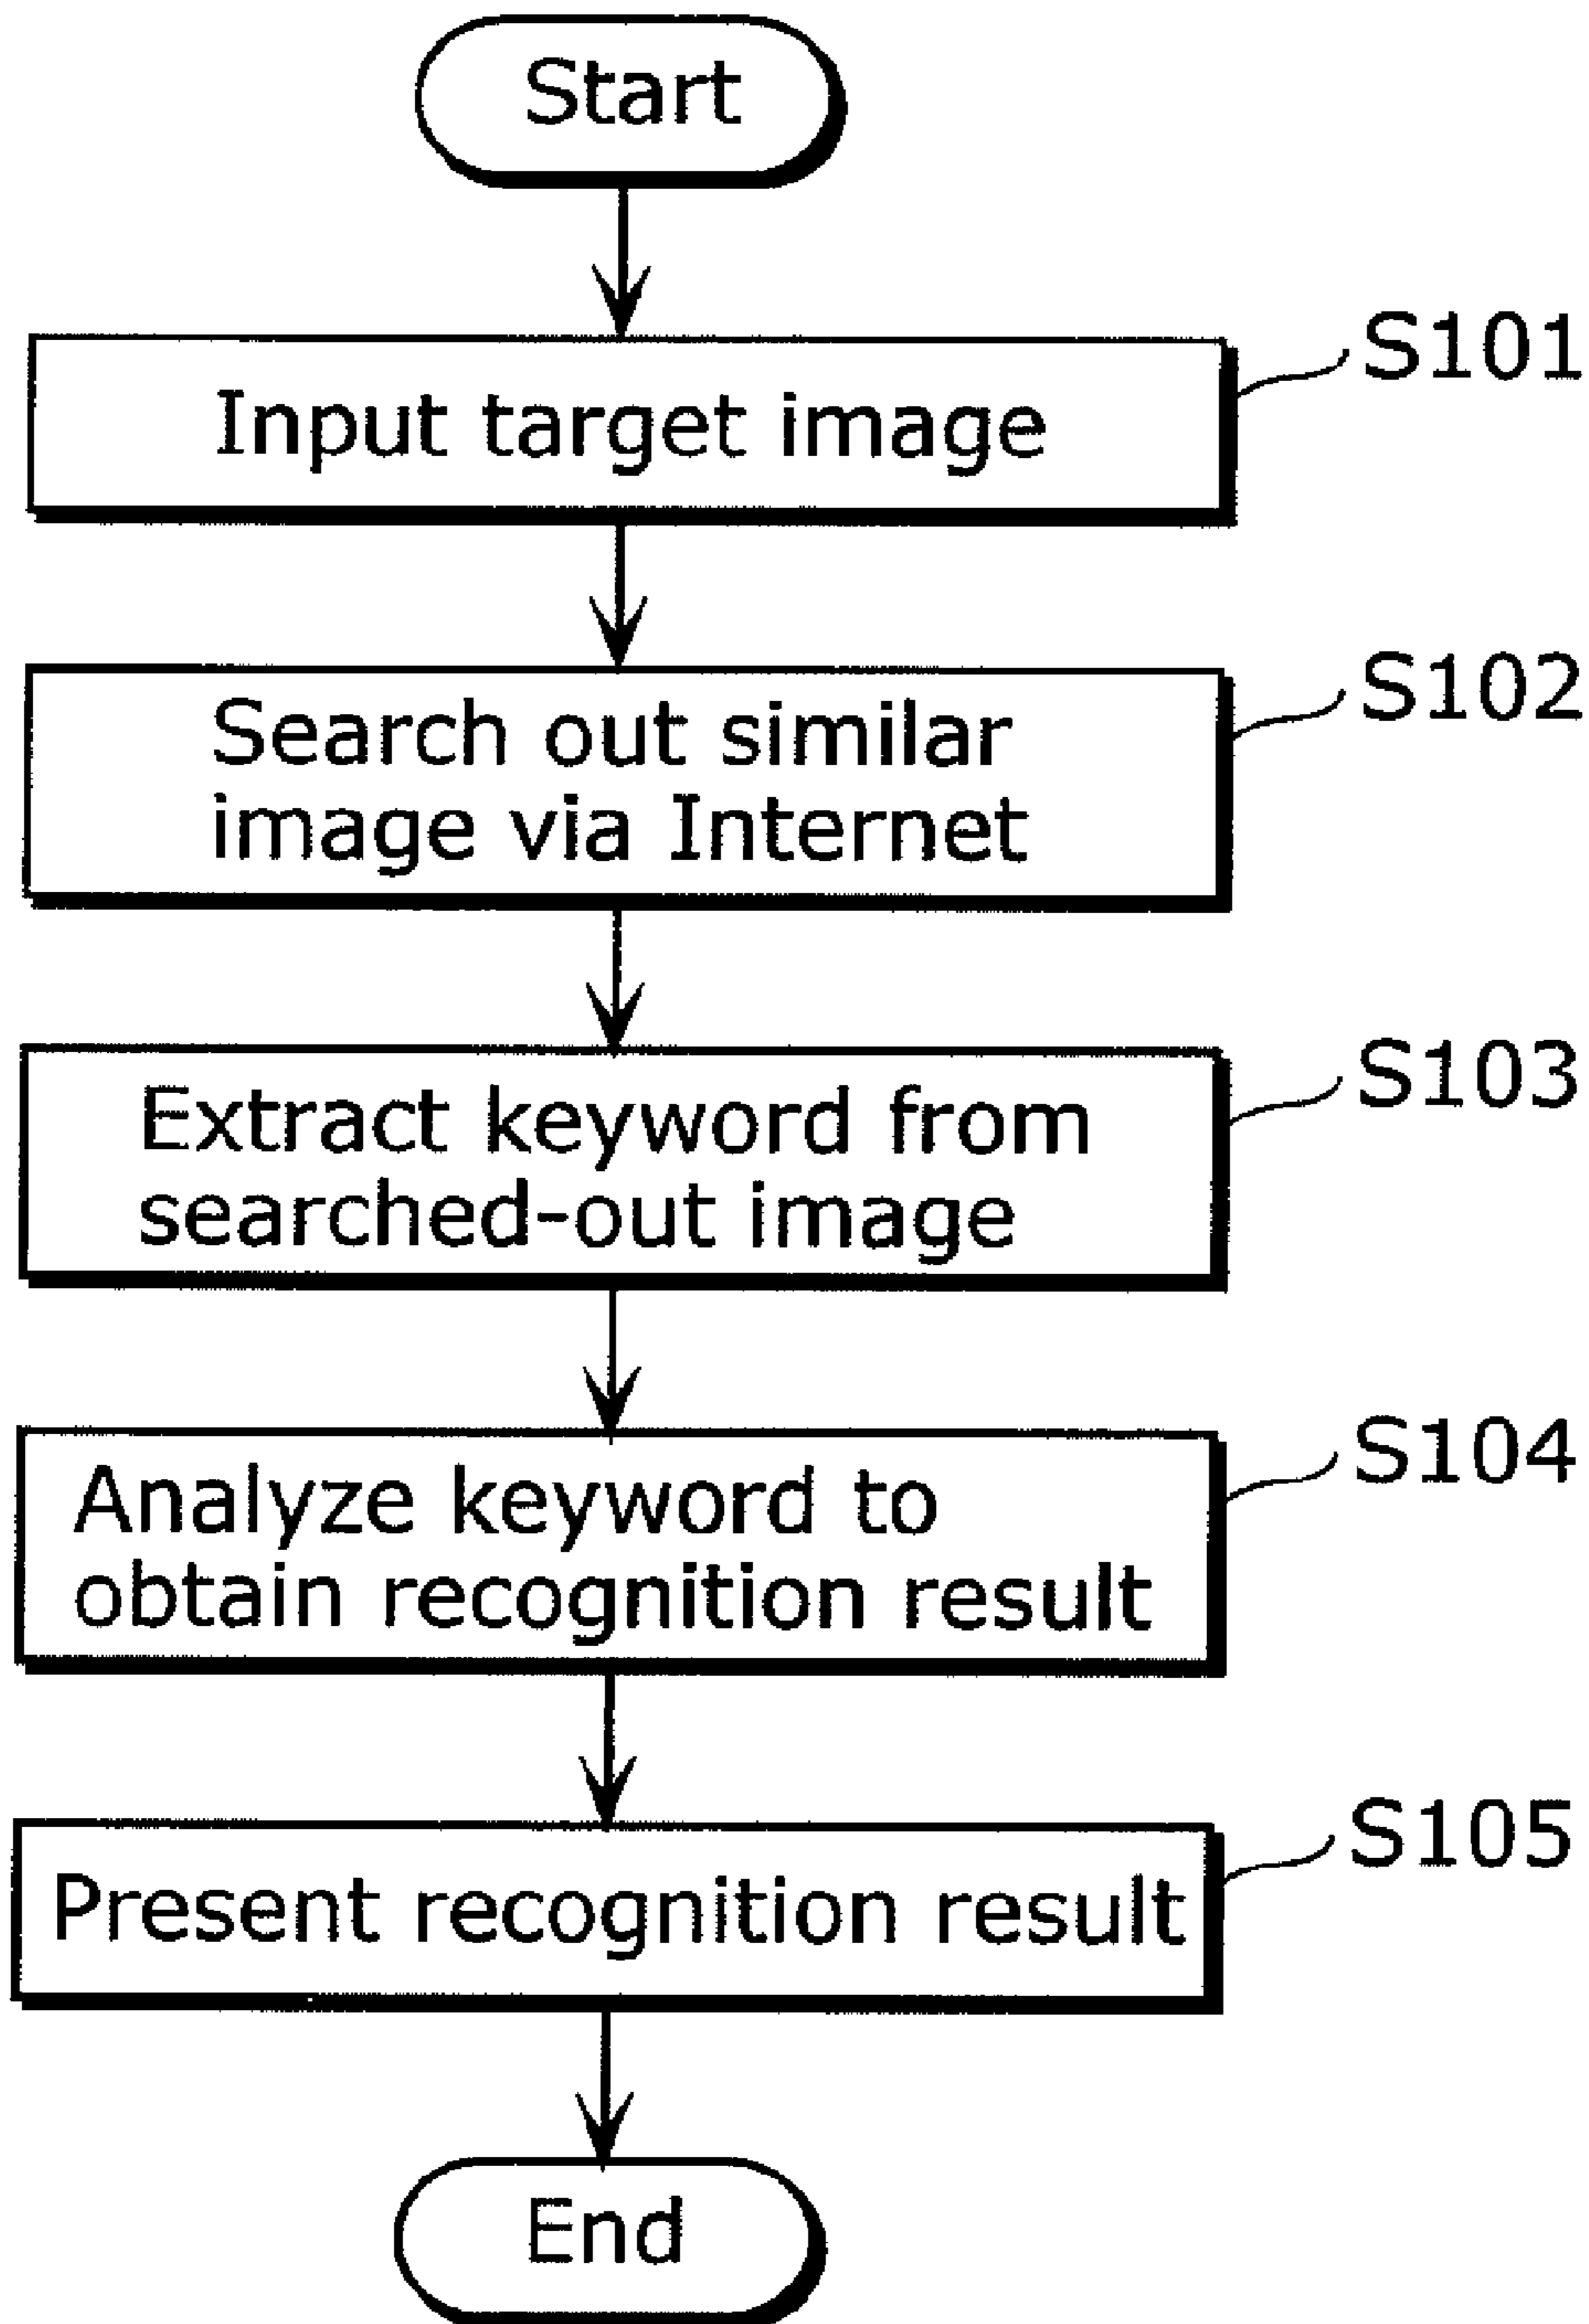 Start
S101
Input target image
S102
Search out similar
image via Internet
S103
Extract keyword from
searched-out image
S104
Analyze keyword to
obtain recognition result
S105
Present recognition result
End